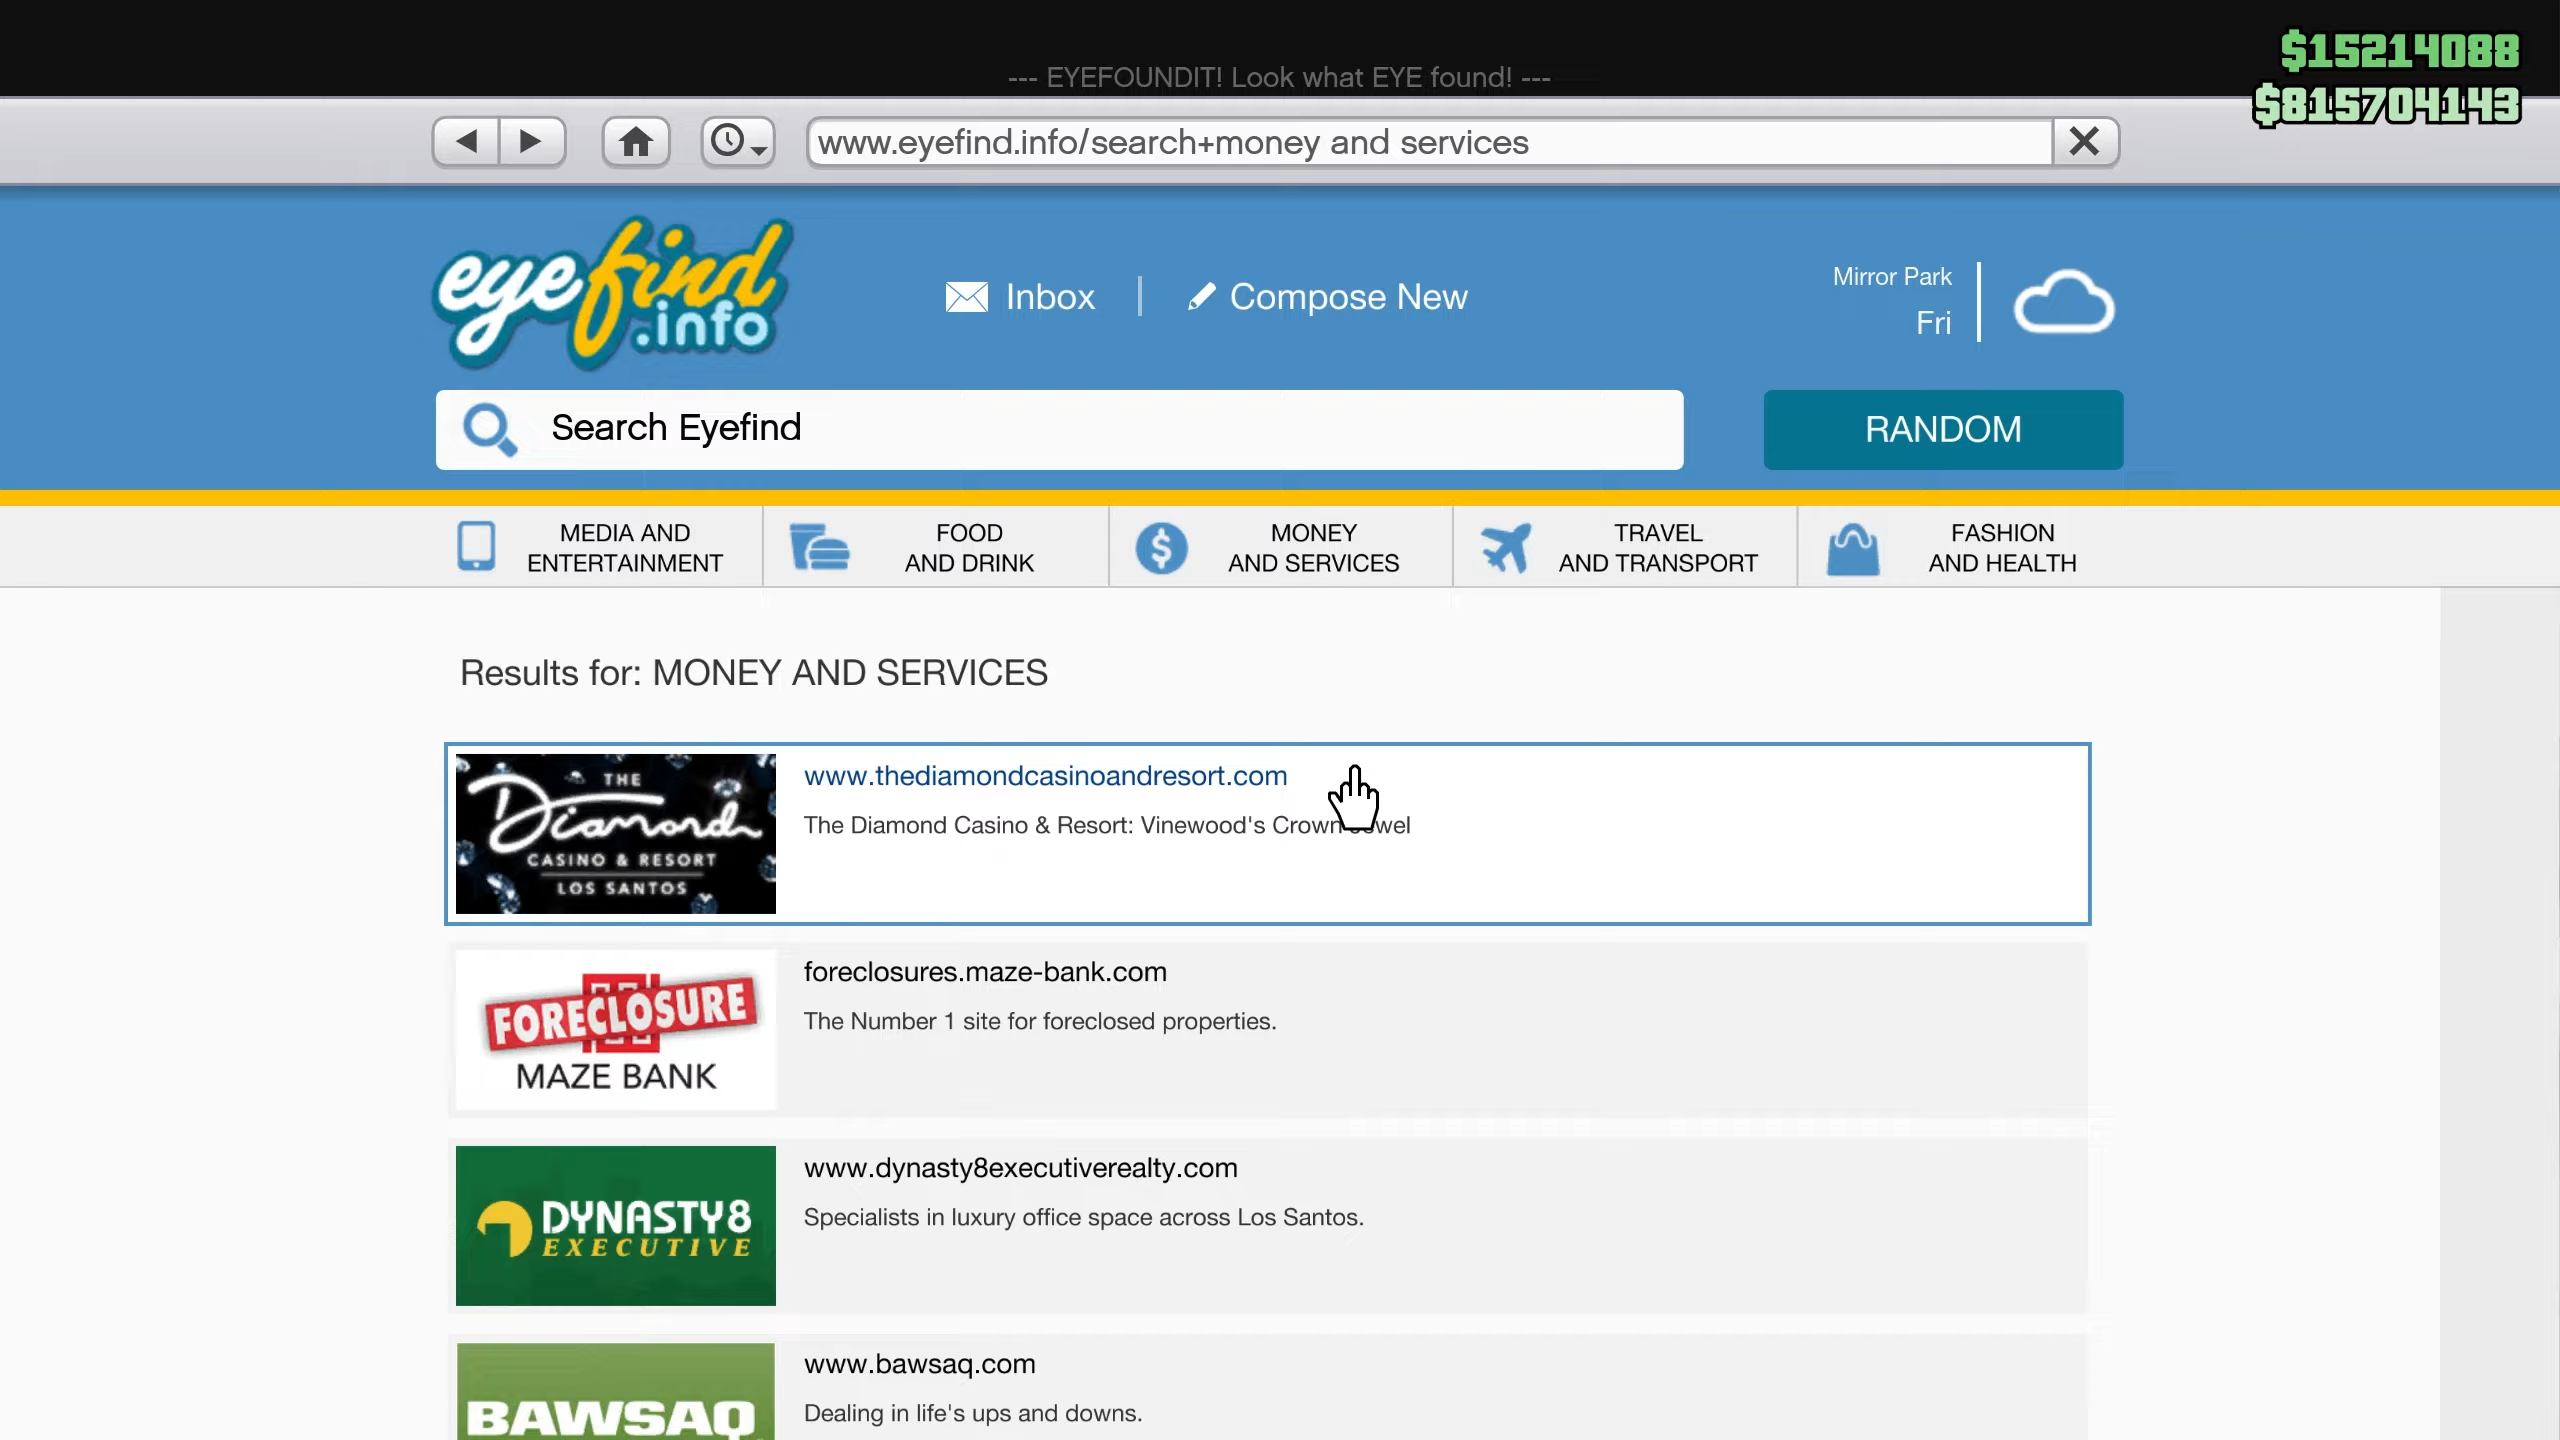 $15214088
--- EYEFOUNDIT! Look what EYE found! ---
$815704143
www.eyefind.info/search+money and services
eyefind
.info
Inbox
Compose New
Mirror Park
Fri
Search Eyefind
RANDOM
MEDIA AND
ENTERTAINMENT
FOOD
AND DRINK
MONEY
AND SERVICES
TRAVEL
AND TRANSPORT
FASHION
AND HEALTH
Results for: MONEY AND SERVICES
THE
Diamond
CASINO & RESORT
LOS SANTOS
www.thediamondcasinoandresort.com
The Diamond Casino & Resort: Vinewood's Crown Jewel
FORECLOSURE
MAZE BANK
foreclosures.maze-bank.com
The Number 1 site for foreclosed properties.
DYNASTY8
EXECUTIVE
www.dynasty8executiverealty.com
Specialists in luxury office space across Los Santos.
BAWSAQ
www.bawsaq.com
Dealing in life's ups and downs.